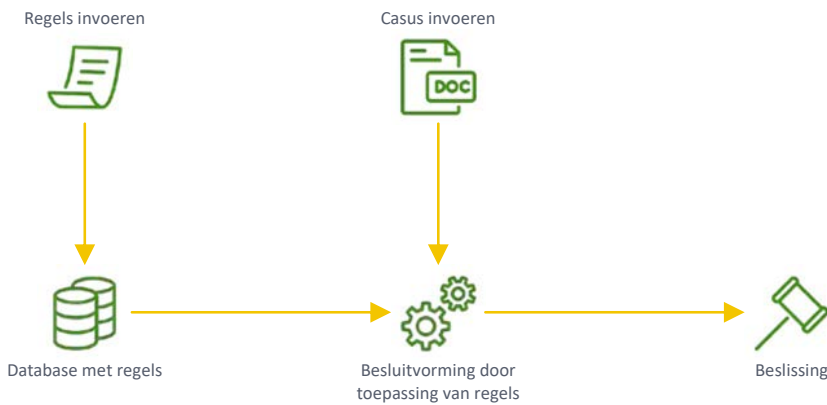 Regels invoeren
Casus invoeren
DOC
Database met regels
Besluitvorming door
toepassing van regels
Beslissing